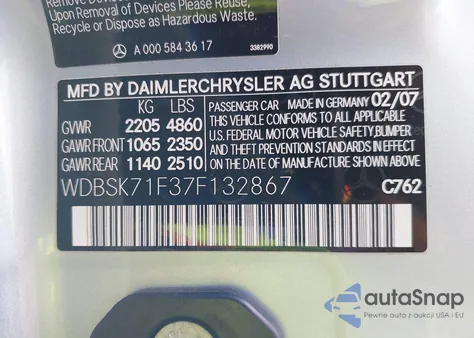 Remove Device
Upon Removal of Devices Please Reuse,
Recycle or Dispose as Hazardous Waste.
A 000 584 36 17
3382990
MFD BY DAIMLERCHRYSLER AG STUTTGART
KG LBS
GVWR 2205 4860
GAWR FRONT 1065 2350
GAWR REAR 1140 2510
PASSENGER CAR MADE IN GERMANY 02/07
THIS VEHICLE CONFORMS TO ALL APPLICABLE
U.S. FEDERAL MOTOR VEHICLE SAFETY, BUMPER
AND THEFT PREVENTION STANDARDS IN EFFECT
ON THE DATE OF MANUFACTURE SHOWN ABOVE
WDBSK71F37F132867
C762
autaSnap
Pewne auta z aukcji USA i EU